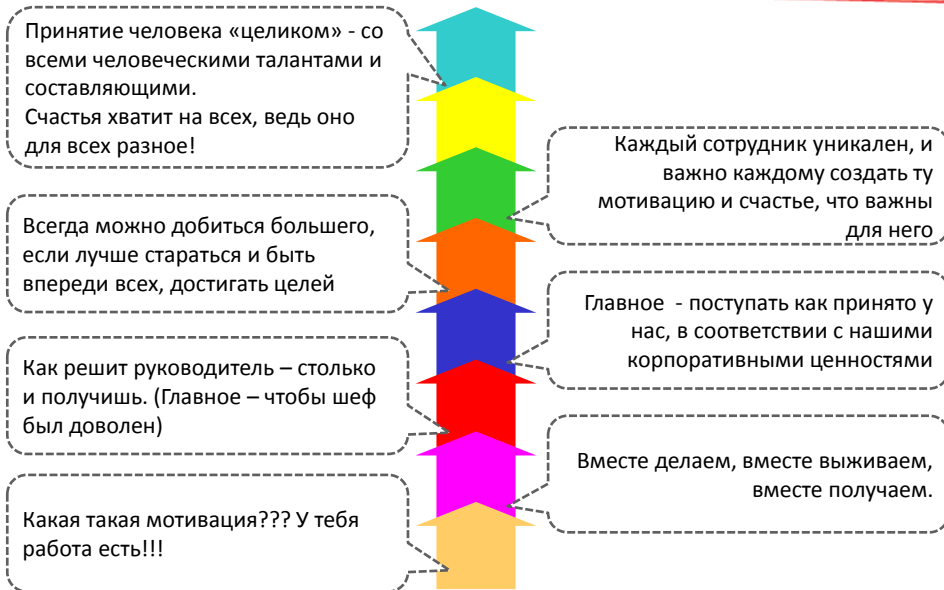 Принятие человека «целиком» - со
всеми человеческими талантами и
составляющими.
Счастья хватит на всех, ведь оно
для всех разное!
Каждый сотрудник уникален, и
важно каждому создать ту
мотивацию и счастье, что важны
для него
Всегда можно добиться большего,
если лучше стараться и быть
впереди всех, достигать целей
Главное - поступать как принято у
нас, в соответствии с нашими
корпоративными ценностями
Как решит руководитель – столько
и получишь. (Главное – чтобы шеф
был доволен)
Вместе делаем, вместе выживаем,
вместе получаем.
Какая такая мотивация??? У тебя
работа есть!!!